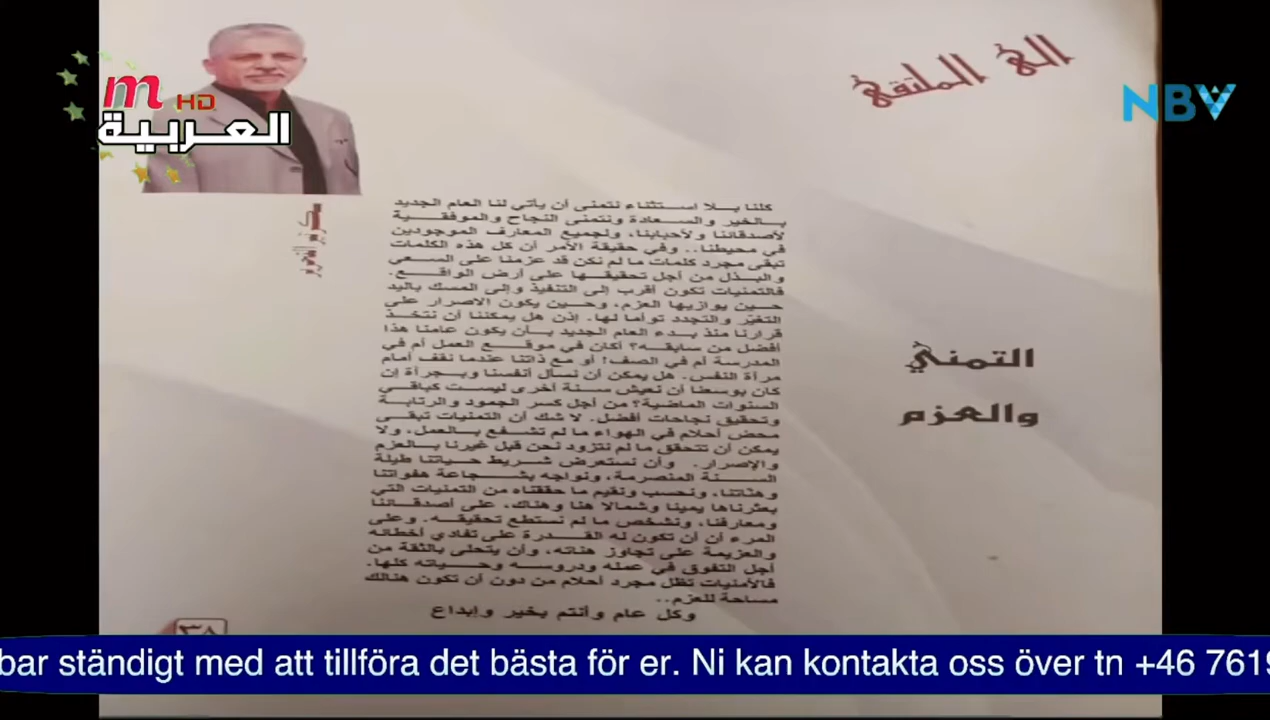 m HD
العربية
الى الملتقى
NBV
كلنا بلا استثناء نتمنى أن يأتي لنا العام الجديد
بالخير والسعادة ونتمنى النجاح والموفقية
لأصدقائنا ولأحبابنا، ولجميع المعارف الموجودين
في محيطنا.. وفي حقيقة الأمر أن كل هذه الكلمات
تبقى مجرد كلمات ما لم نكن قد عزمنا على السعي
والبذل من أجل تحقيقها على أرض الواقع.
فالتمنيات تكون أقرب إلى التنفيذ وإلى المسك باليد
حين يوازيها العزم، وحين يكون الاصرار على
التغيّر والتجدد توأما لها. إذن هل يمكننا أن نتخذ
قرارنا منذ بدء العام الجديد بأن يكون عامنا هذا
أفضل من سابقه؟ أكان في موقع العمل أم في
المدرسة أم في الصف! أو مع ذاتنا عندما نقف أمام
مرآة النفس. هل يمكن أن نسأل أنفسنا وبجرأة إن
كان بوسعنا أن نعيش سنة أخرى ليست كباقي
السنوات الماضية؟ من أجل كسر الجمود والرتابة
وتحقيق نجاحات أفضل. لا شك أن التمنيات تبقى
محض أحلام في الهواء ما لم تشفع بالعمل، ولا
يمكن أن تتحقق ما لم نتزود نحن قبل غيرنا بالعزم
والإصرار. وأن نستعرض شريط حياتنا طيلة
السنة المنصرمة، ونواجه بشجاعة هفواتنا
وهناتنا، ونحسب ونقيم ما حققناه من التمنيات التي
بعثرناها يمينا وشمالا هنا وهناك، على أصدقائنا
ومعارفنا، ونشخص ما لم نستطع تحقيقه. وعلى
المرء أن أن تكون له القدرة على تفادي أخطائه
والعزيمة على تجاوز هناته، وأن يتحلى بالثقة من
أجل التفوق في عمله ودروسه وحياته كلها.
فالأمنيات تظل مجرد أحلام من دون أن تكون هنالك
مساحة للعزم..
وكل عام وأنتم بخير وإبداع
التمني
والعزم
٣٨
bar ständigt med att tillföra det bästa för er. Ni kan kontakta oss över tn +46 7619